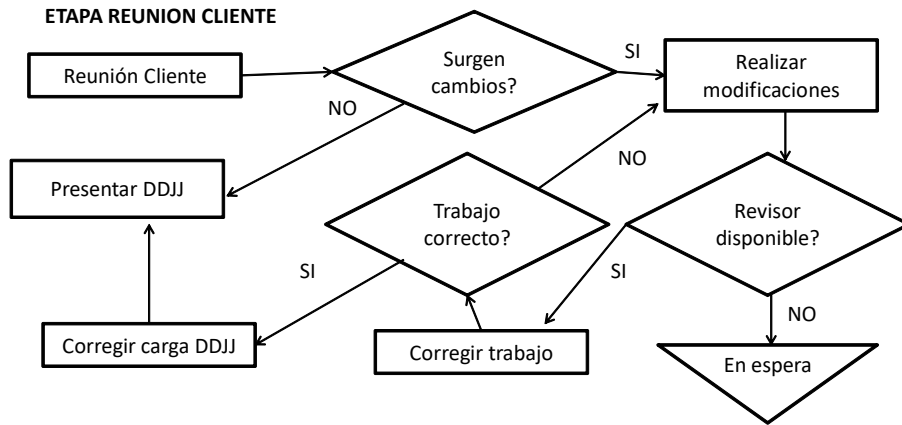 ETAPA REUNION CLIENTE
Reunión Cliente
Surgen
cambios?
SI
Realizar
modificaciones
NO
Presentar DDJJ
Trabajo
correcto?
NO
Revisor
disponible?
SI
SI
NO
Corregir carga DDJJ
Corregir trabajo
En espera